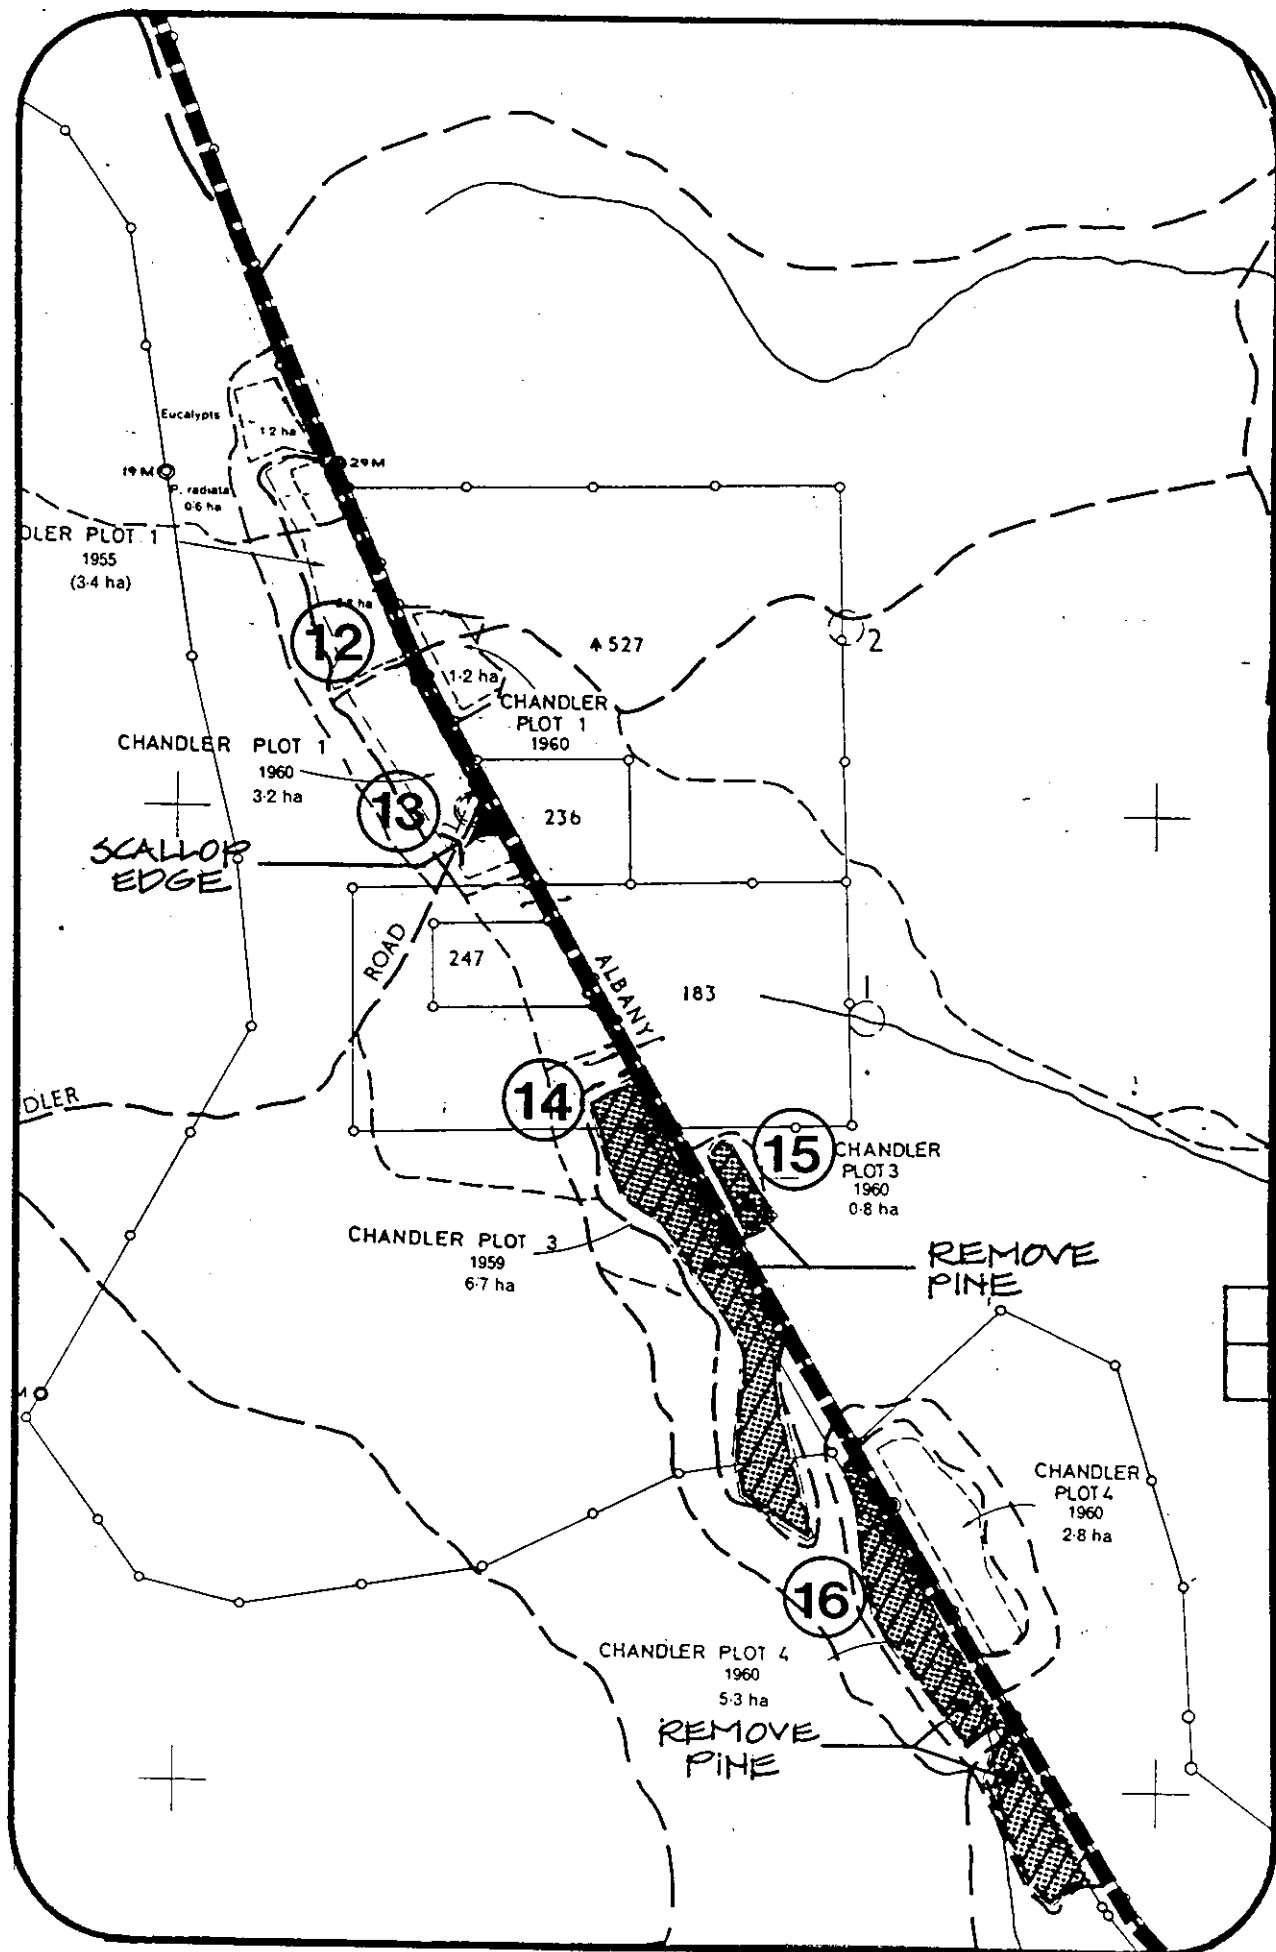 Eucalypts
1·2 ha
19M
29M
P. radiata
0·6 ha
DLER PLOT 1
1955
(3·4 ha)
12
527
2
1·2 ha
CHANDLER
PLOT 1
1960
CHANDLER PLOT 1
1960
3·2 ha
13
236
SCALLOP
EDGE
ROAD
247
ALBANY
183
1
DLER
14
15
CHANDLER
PLOT 3
1960
0·8 ha
CHANDLER PLOT 3
1959
6·7 ha
REMOVE
PINE
M
CHANDLER
PLOT 4
1960
2·8 ha
16
CHANDLER PLOT 4
1960
5·3 ha
REMOVE
PINE